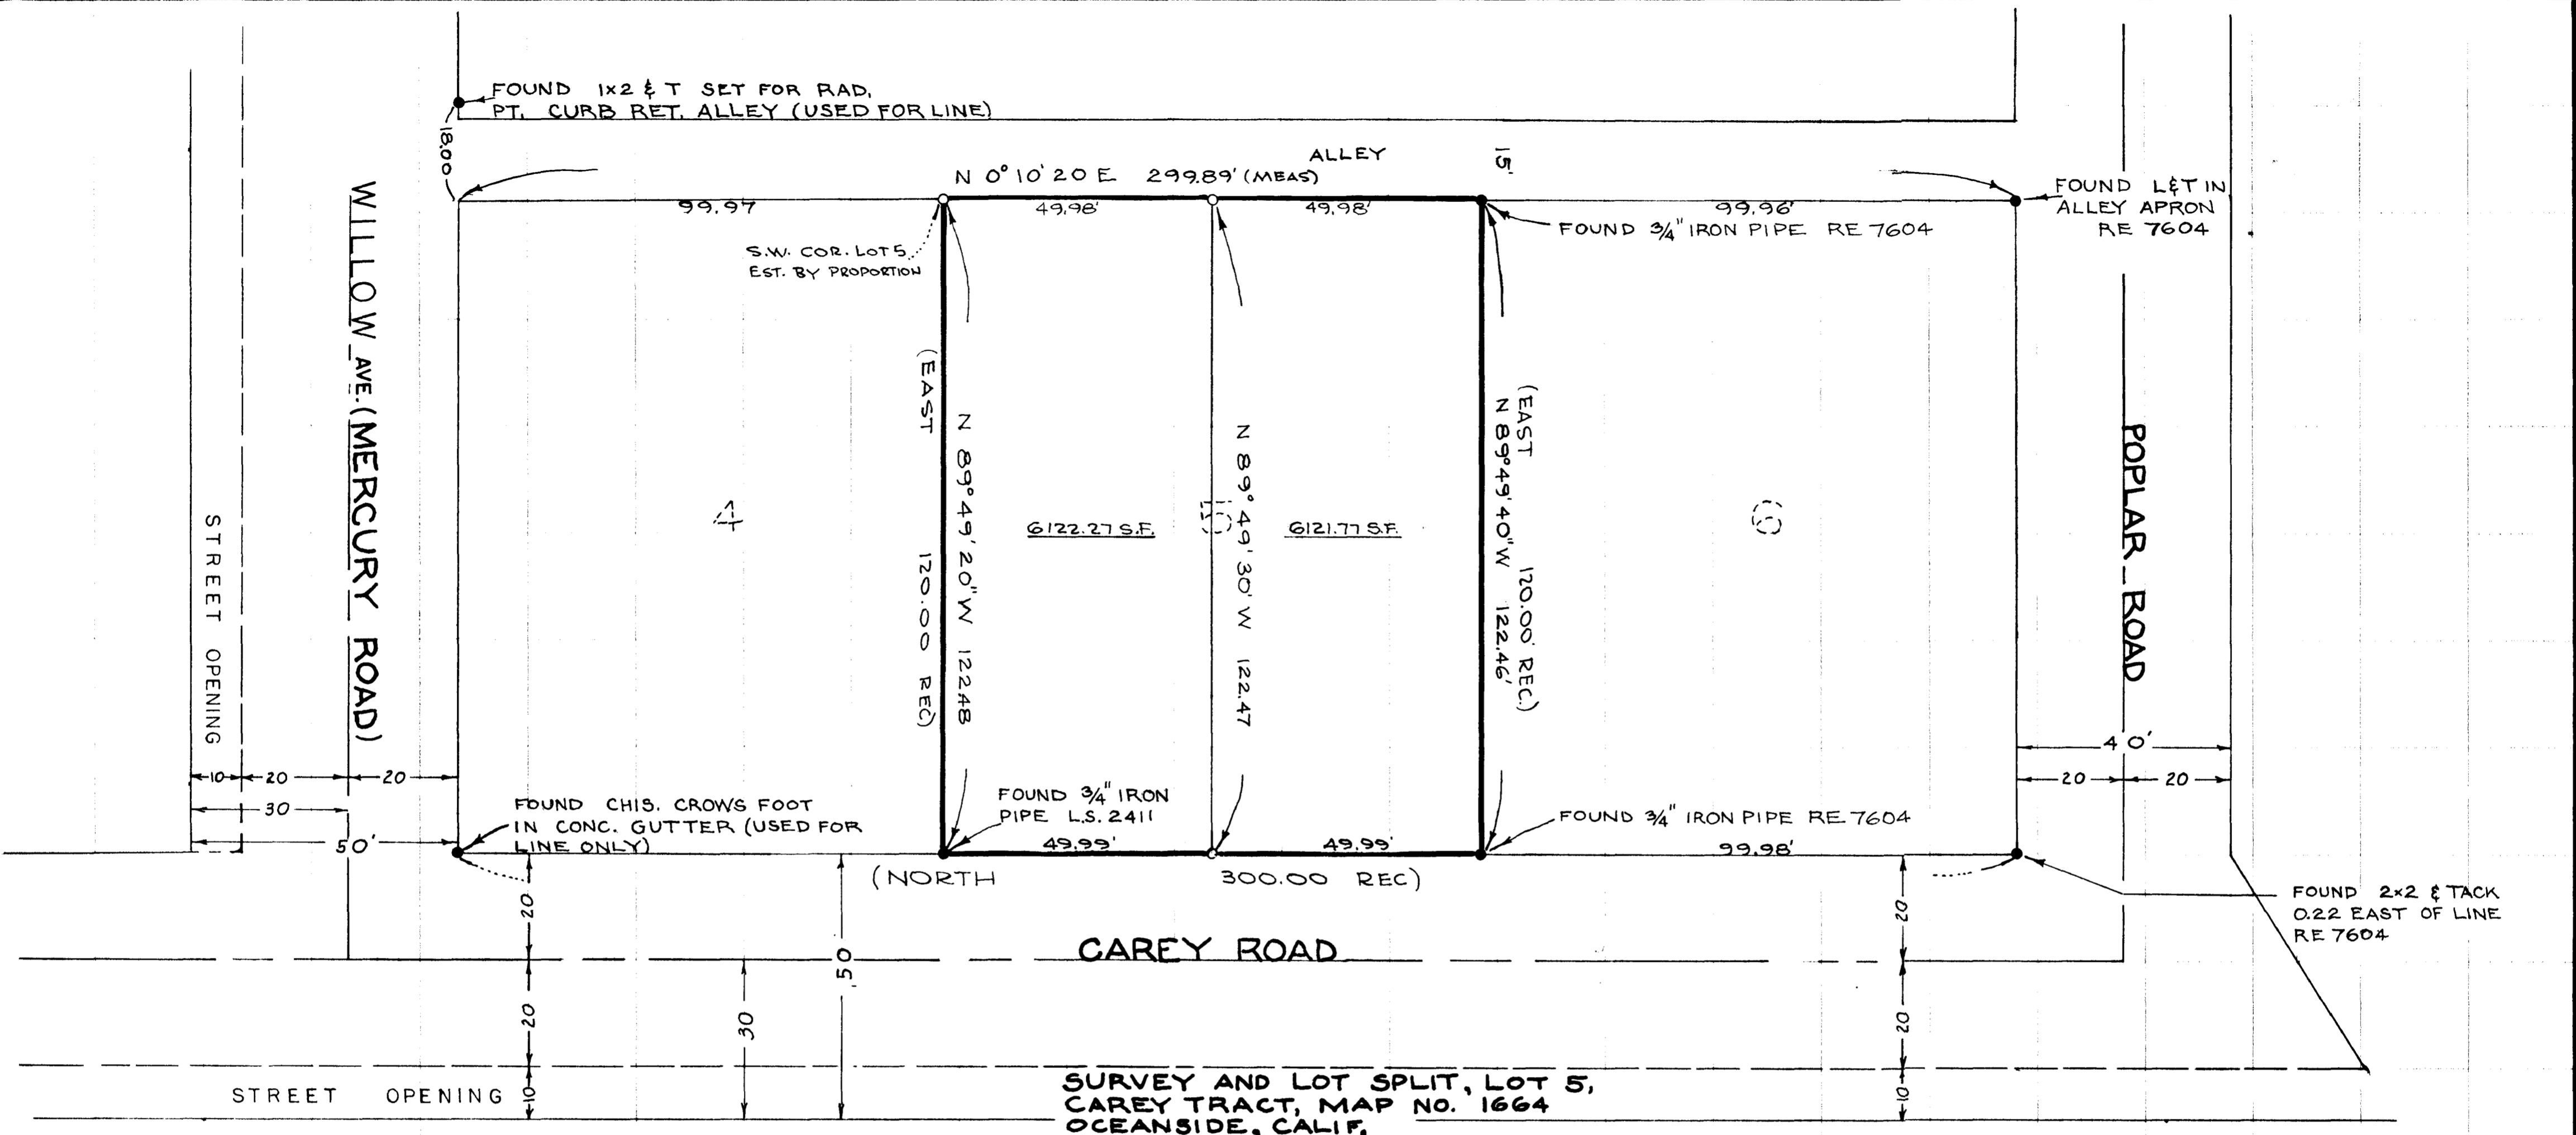 FOUND 1x2 & T SET FOR RAD,
PT. CURB RET. ALLEY (USED FOR LINE)
18.00
ALLEY
15'
N 0° 10' 20 E 299.89' (MEAS)
99.97
49.98'
49.98'
99.96'
FOUND L&T IN
ALLEY APRON
RE 7604
FOUND 3/4" IRON PIPE RE 7604
S.W. COR. LOT 5
EST. BY PROPORTION
WILLOW AVE. (MERCURY ROAD)
STREET OPENING
4
(EAST 120.00 REC)
N 89° 49' 20" W 122.48
6122.27 S.F.
5
N 89° 49' 30' W 122.47
6121.77 S.F.
N 89° 49' 40" W 122.46'
(EAST 120.00' REC.)
6
POPLAR ROAD
40'
20
20
10
20
20
30
50'
FOUND CHIS. CROWS FOOT
IN CONC. GUTTER (USED FOR
LINE ONLY)
FOUND 3/4" IRON
PIPE L.S. 2411
FOUND 3/4" IRON PIPE RE 7604
49.99'
49.99'
99.98'
(NORTH 300.00 REC)
FOUND 2x2 & TACK
0.22 EAST OF LINE
RE 7604
20
20
CAREY ROAD
50'
20
30
20
STREET OPENING
10
10
SURVEY AND LOT SPLIT, LOT 5,
CAREY TRACT, MAP NO. 1664
OCEANSIDE, CALIF.